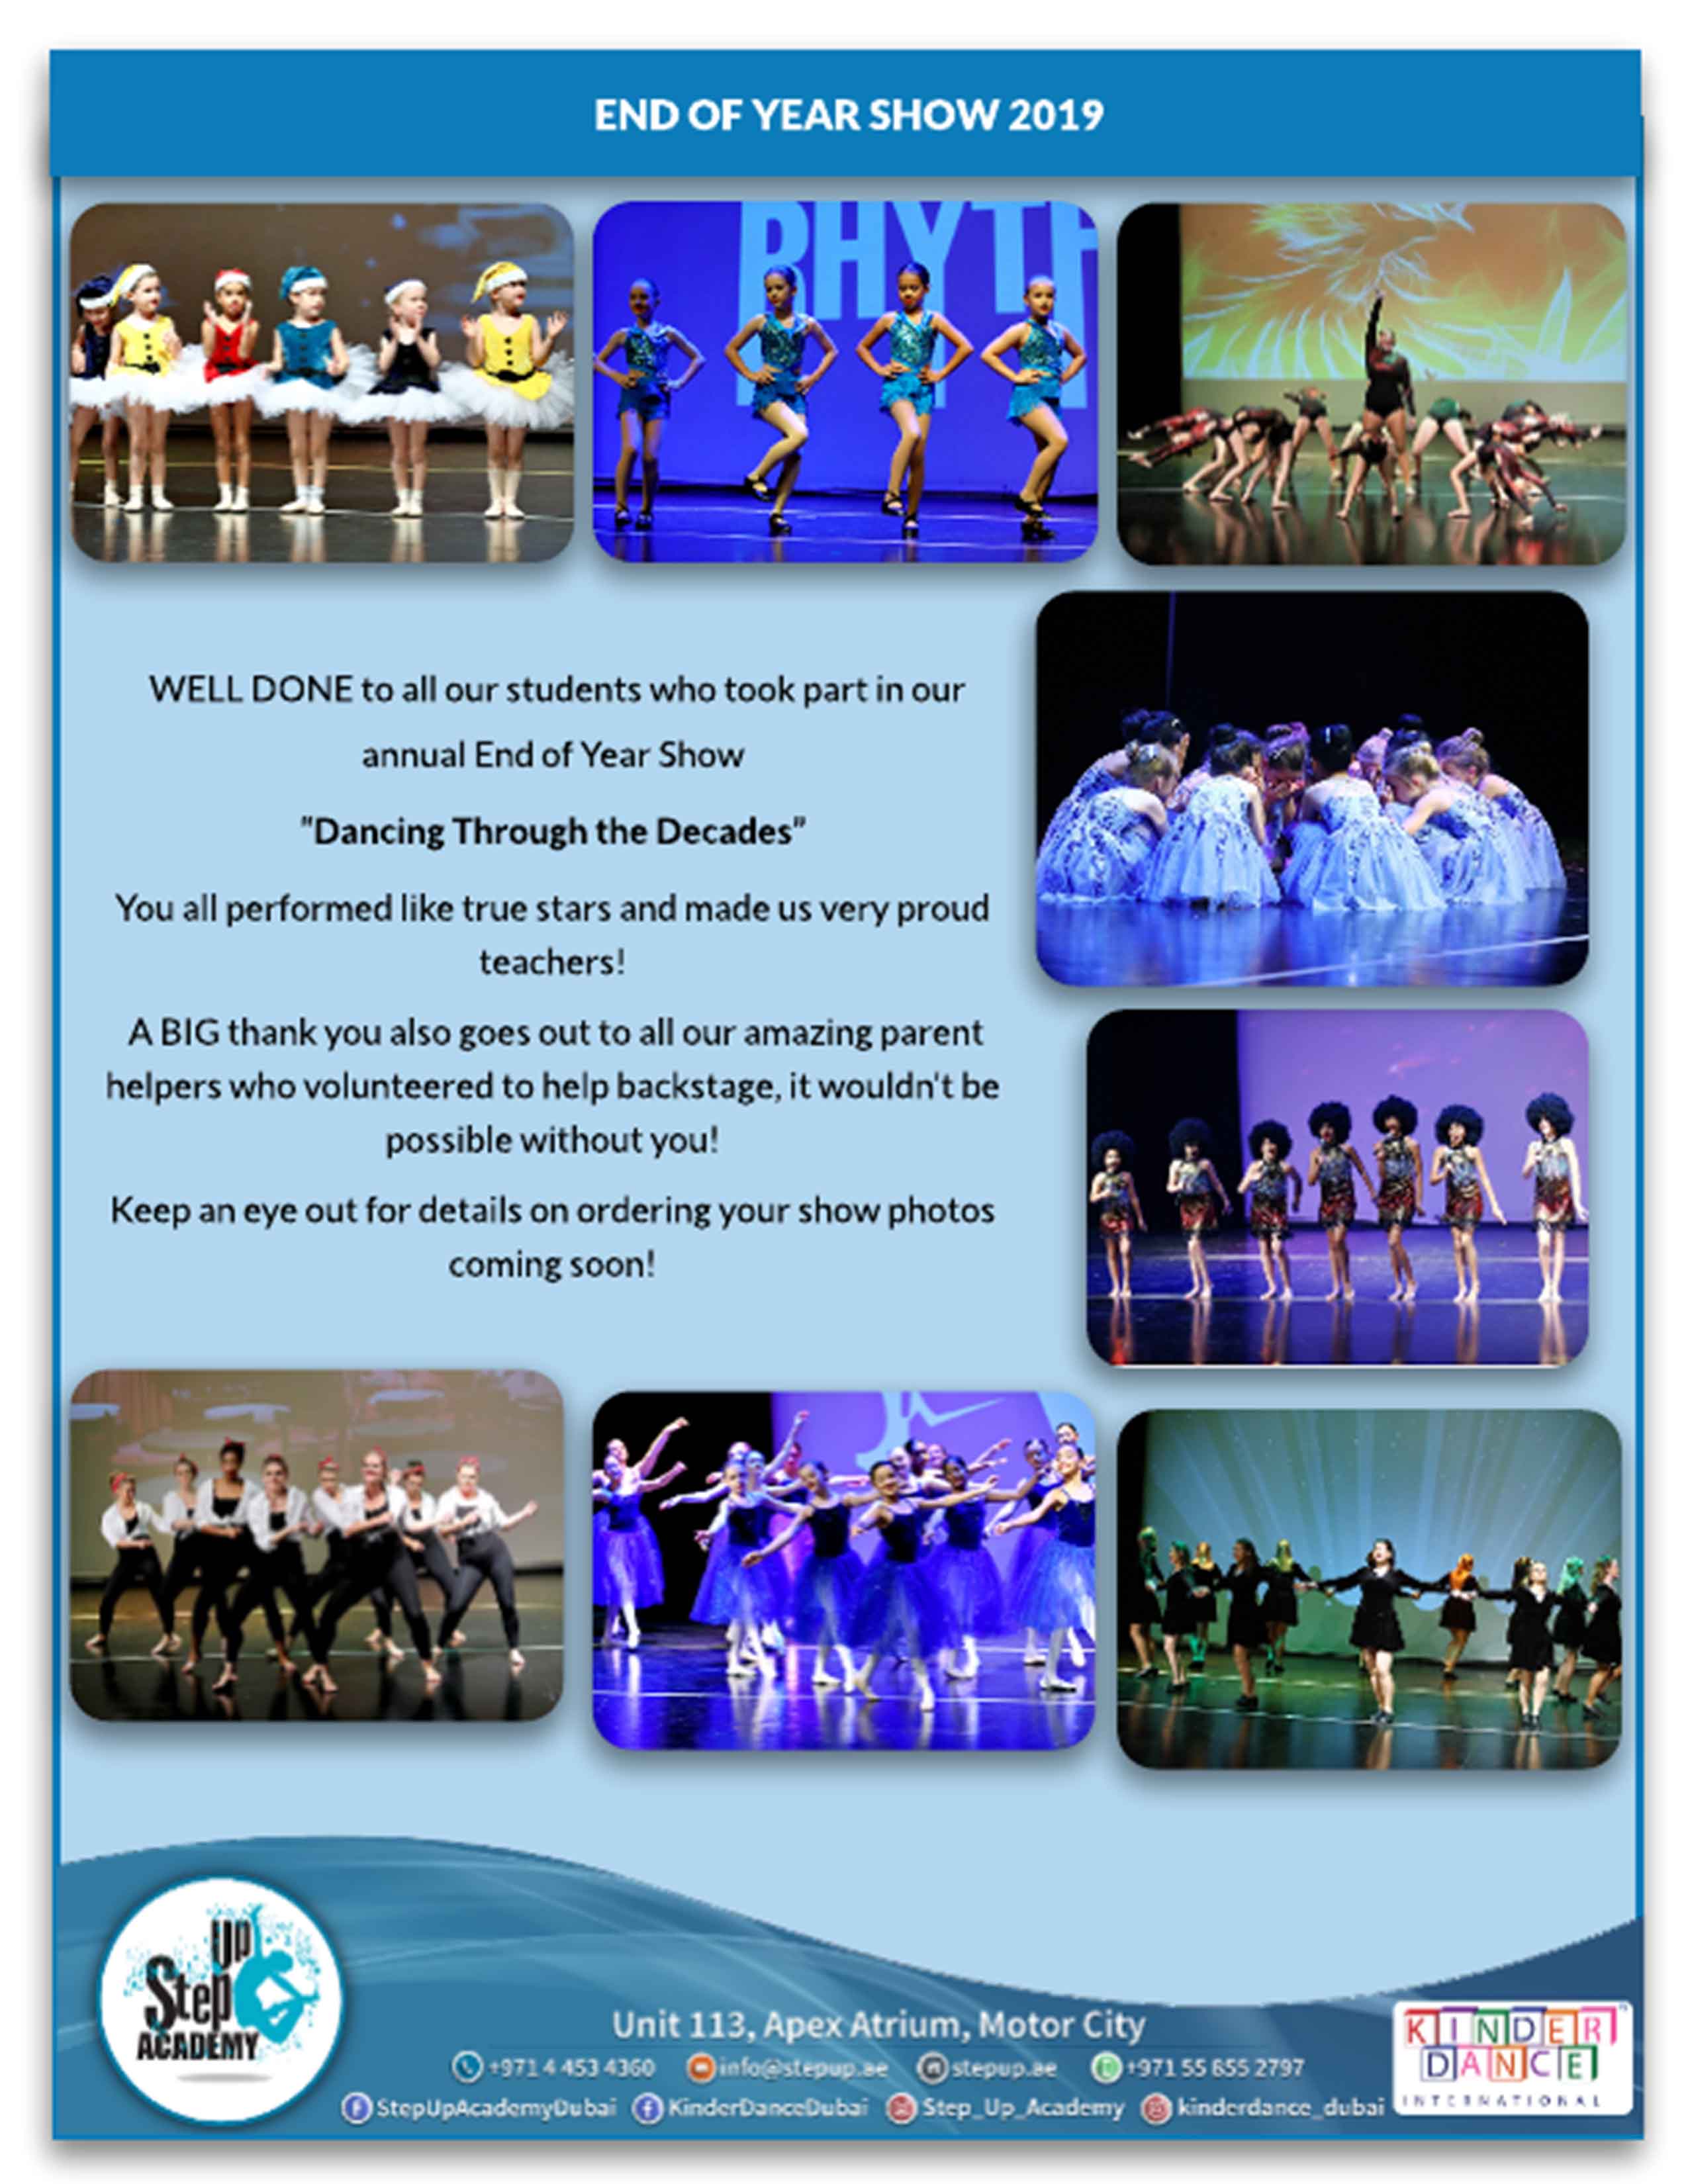 END OF YEAR SHOW 2019
RHYTH
WELL DONE to all our students who took part in our
annual End of Year Show
"Dancing Through the Decades”
You all performed like true stars and made us very proud
teachers!
A BIG thank you also goes out to all our amazing parent
helpers who volunteered to help backstage, it wouldn't be
possible without you!
Keep an eye out for details on ordering your show photos
coming soon!
Up
Step
ACADEMY
Unit 113, Apex Atrium, Motor City
+971 4 453 4360 info@stepup.ae stepup.ae +971 55 855 2797
StepUpAcademyDubai KinderDanceDubai Step_Up_Academy kinderdance_dubai
KINDER
DANCE
INTERNATIONAL